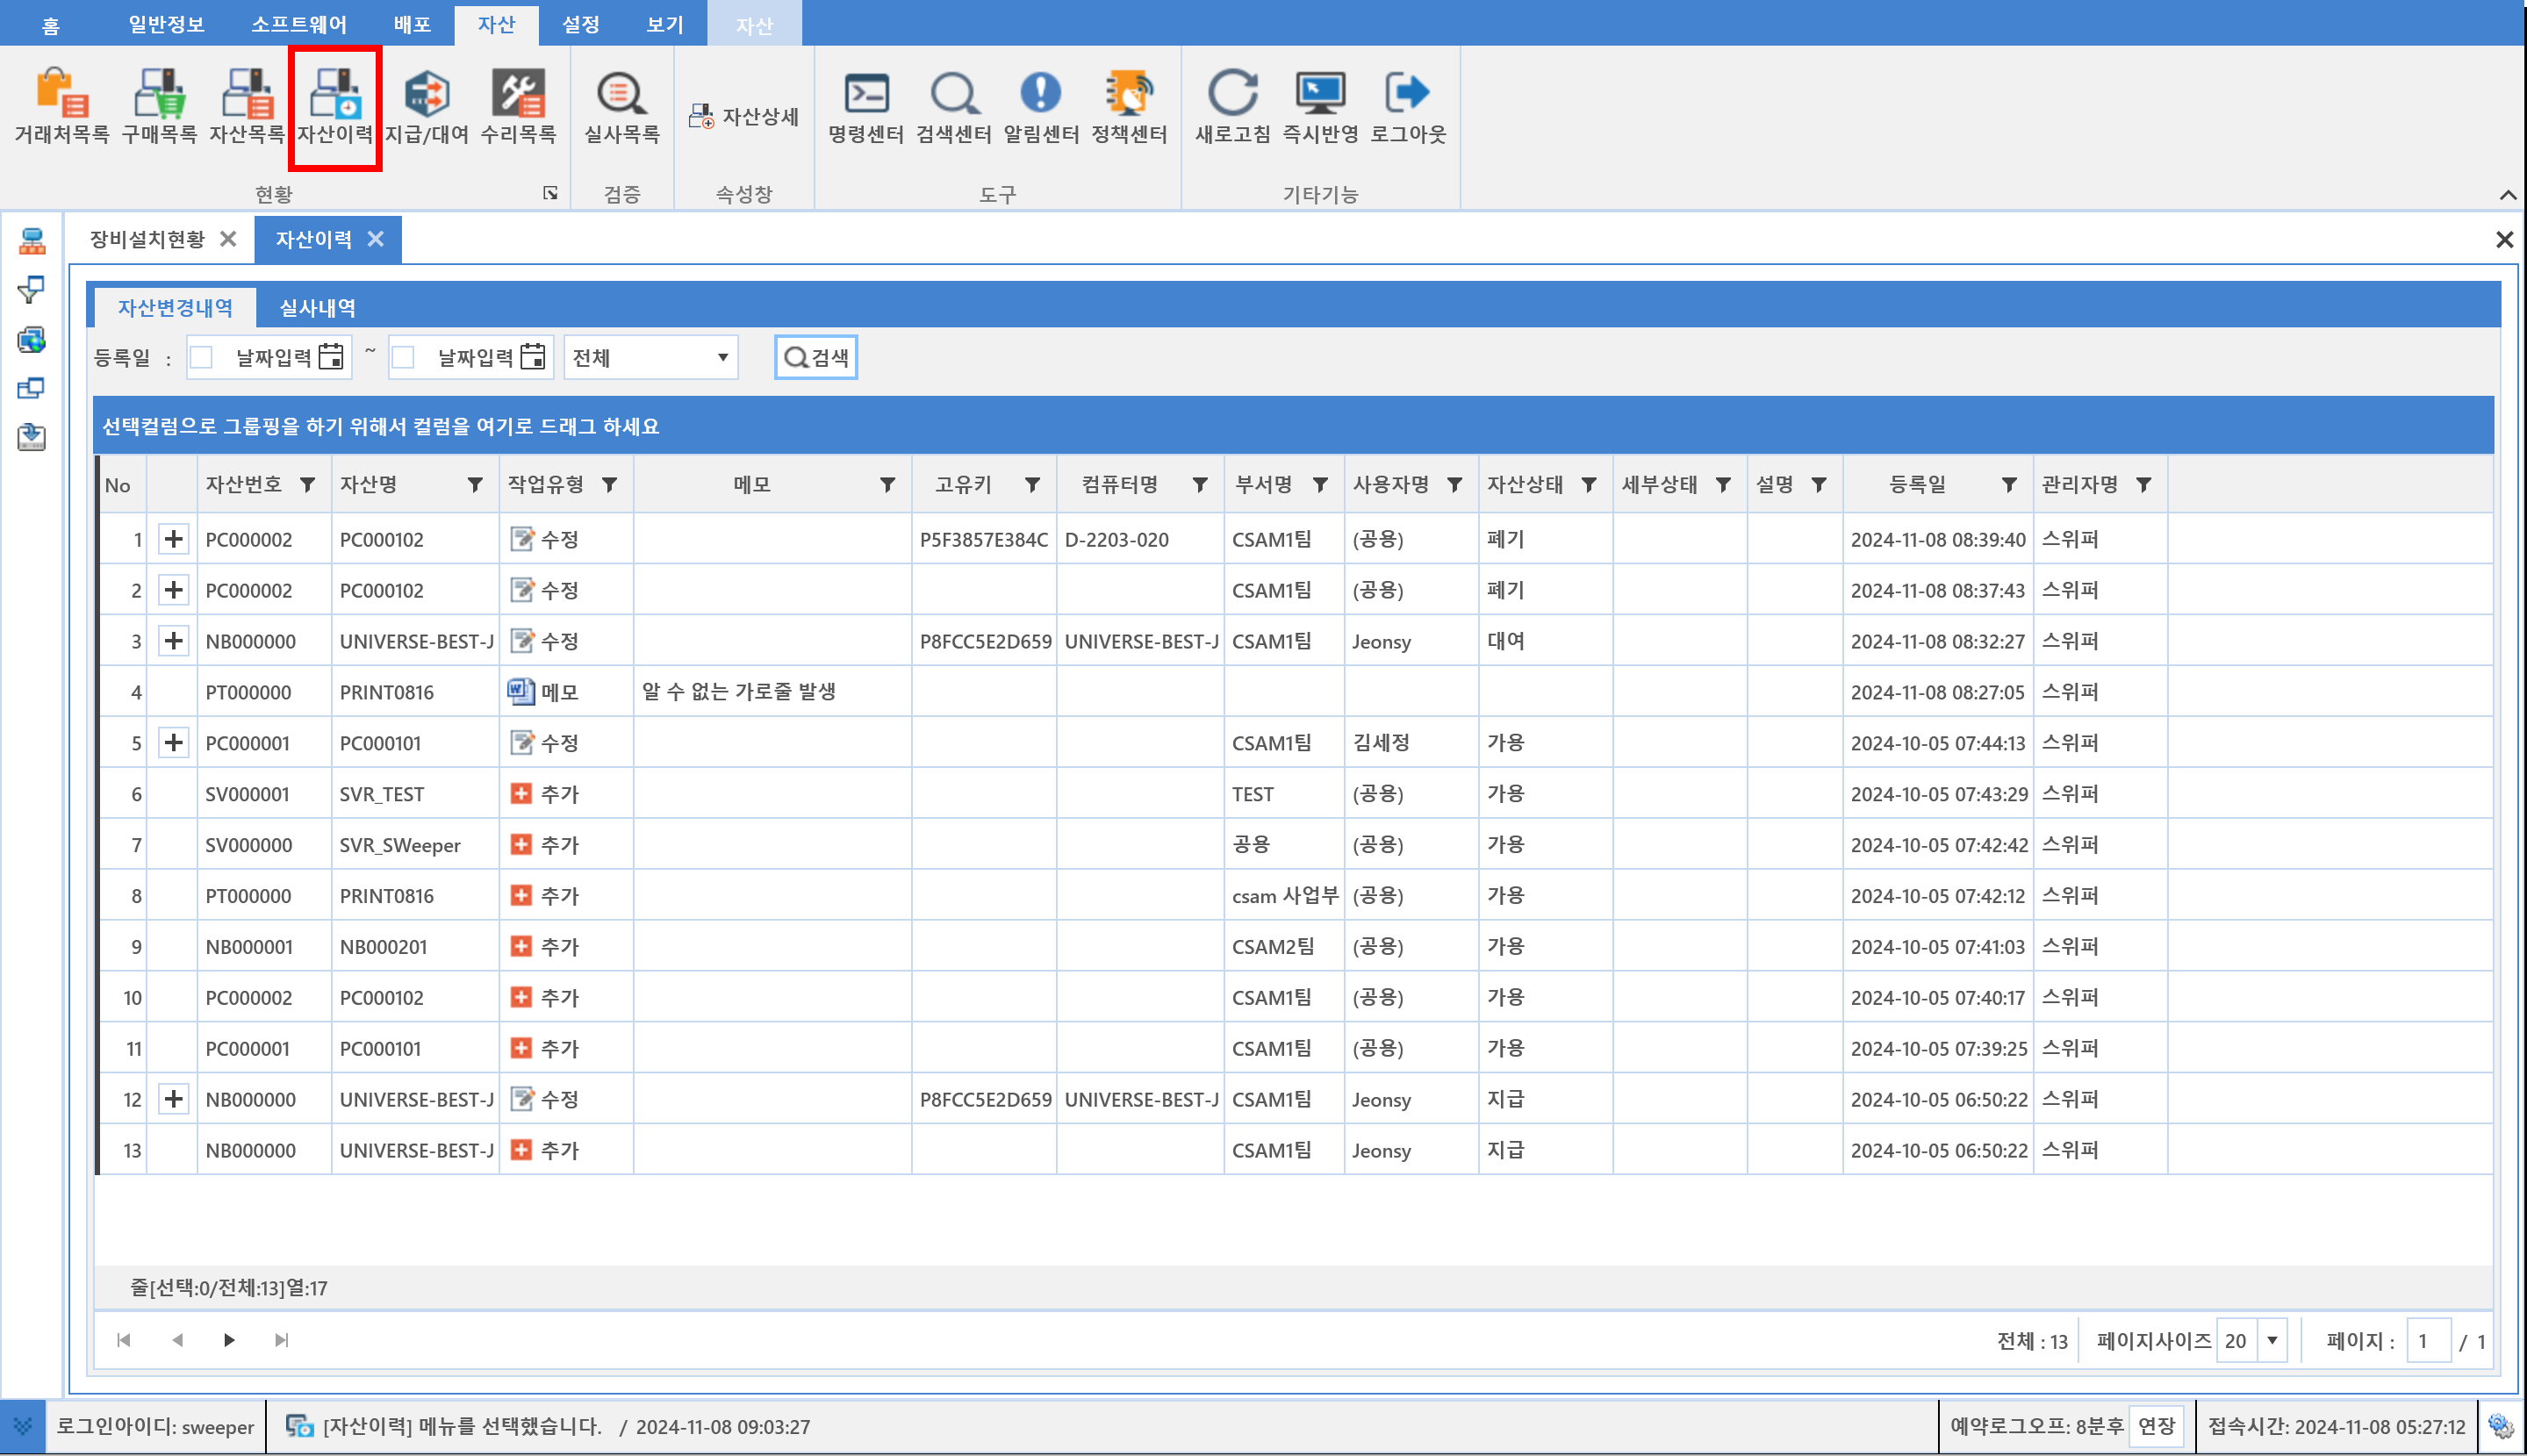 홈 일반정보 소프트웨어 배포 자산 설정 보기 자산
거래처목록 구매목록 자산목록 자산이력 지급/대여 수리목록 실사목록 자산상세 명령센터 검색센터 알림센터 정책센터 새로고침 즉시반영 로그아웃
현황 검증 속성창 도구 기타기능
장비설치현황 자산이력
자산변경내역 실사내역
등록일 : 날짜입력 ~ 날짜입력 전체 검색
선택컬럼으로 그룹핑을 하기 위해서 컬럼을 여기로 드래그 하세요
No 자산번호 자산명 작업유형 메모 고유키 컴퓨터명 부서명 사용자명 자산상태 세부상태 설명 등록일 관리자명
1 PC000002 PC000102 수정 P5F3857E384C D-2203-020 CSAM1팀 (공용) 폐기 2024-11-08 08:39:40 스위퍼
2 PC000002 PC000102 수정 CSAM1팀 (공용) 폐기 2024-11-08 08:37:43 스위퍼
3 NB000000 UNIVERSE-BEST-J 수정 P8FCC5E2D659 UNIVERSE-BEST-J CSAM1팀 Jeonsy 대여 2024-11-08 08:32:27 스위퍼
4 PT000000 PRINT0816 메모 알 수 없는 가로줄 발생 2024-11-08 08:27:05 스위퍼
5 PC000001 PC000101 수정 CSAM1팀 김세정 가용 2024-10-05 07:44:13 스위퍼
6 SV000001 SVR_TEST 추가 TEST (공용) 가용 2024-10-05 07:43:29 스위퍼
7 SV000000 SVR_SWeeper 추가 공용 (공용) 가용 2024-10-05 07:42:42 스위퍼
8 PT000000 PRINT0816 추가 csam 사업부 (공용) 가용 2024-10-05 07:42:12 스위퍼
9 NB000001 NB000201 추가 CSAM2팀 (공용) 가용 2024-10-05 07:41:03 스위퍼
10 PC000002 PC000102 추가 CSAM1팀 (공용) 가용 2024-10-05 07:40:17 스위퍼
11 PC000001 PC000101 추가 CSAM1팀 (공용) 가용 2024-10-05 07:39:25 스위퍼
12 NB000000 UNIVERSE-BEST-J 수정 P8FCC5E2D659 UNIVERSE-BEST-J CSAM1팀 Jeonsy 지급 2024-10-05 06:50:22 스위퍼
13 NB000000 UNIVERSE-BEST-J 추가 CSAM1팀 Jeonsy 지급 2024-10-05 06:50:22 스위퍼
줄[선택:0/전체:13]열:17
전체 : 13 페이지사이즈 20 페이지 : 1 / 1
로그인아이디: sweeper [자산이력] 메뉴를 선택했습니다. / 2024-11-08 09:03:27 예약로그오프: 8분후 연장 접속시간: 2024-11-08 05:27:12